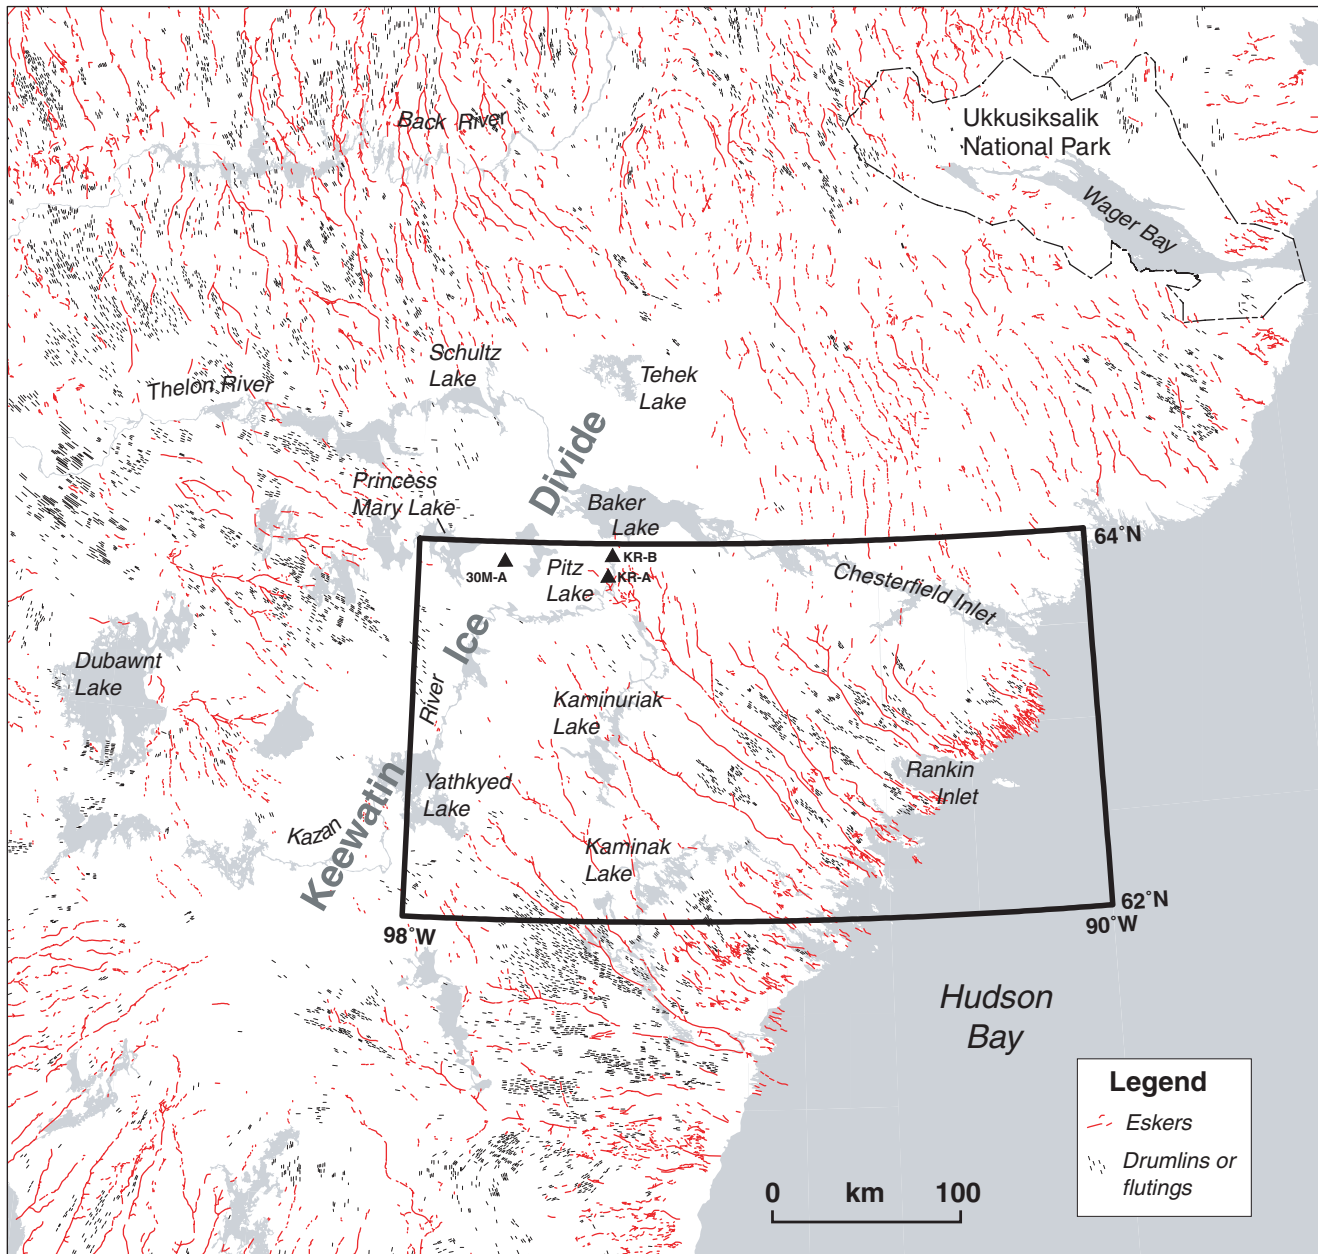 Back River
Ukkusiksalik
National Park
Wager Bay
Schultz
Lake
Tehek
Lake
Thelon River
Divide
Princess
Mary Lake
Baker
Lake
64°N
KR-B
30M-A
Pitz
Lake
KR-A
Chesterfield Inlet
Ice
Dubawnt
Lake
River
Kaminuriak
Lake
Yathkyed
Lake
Rankin
Inlet
Kazan
Keewatin
Kaminak
Lake
62°N
98°W
90°W
Hudson
Bay
Legend
Eskers
Drumlins or
flutings
0 km 100